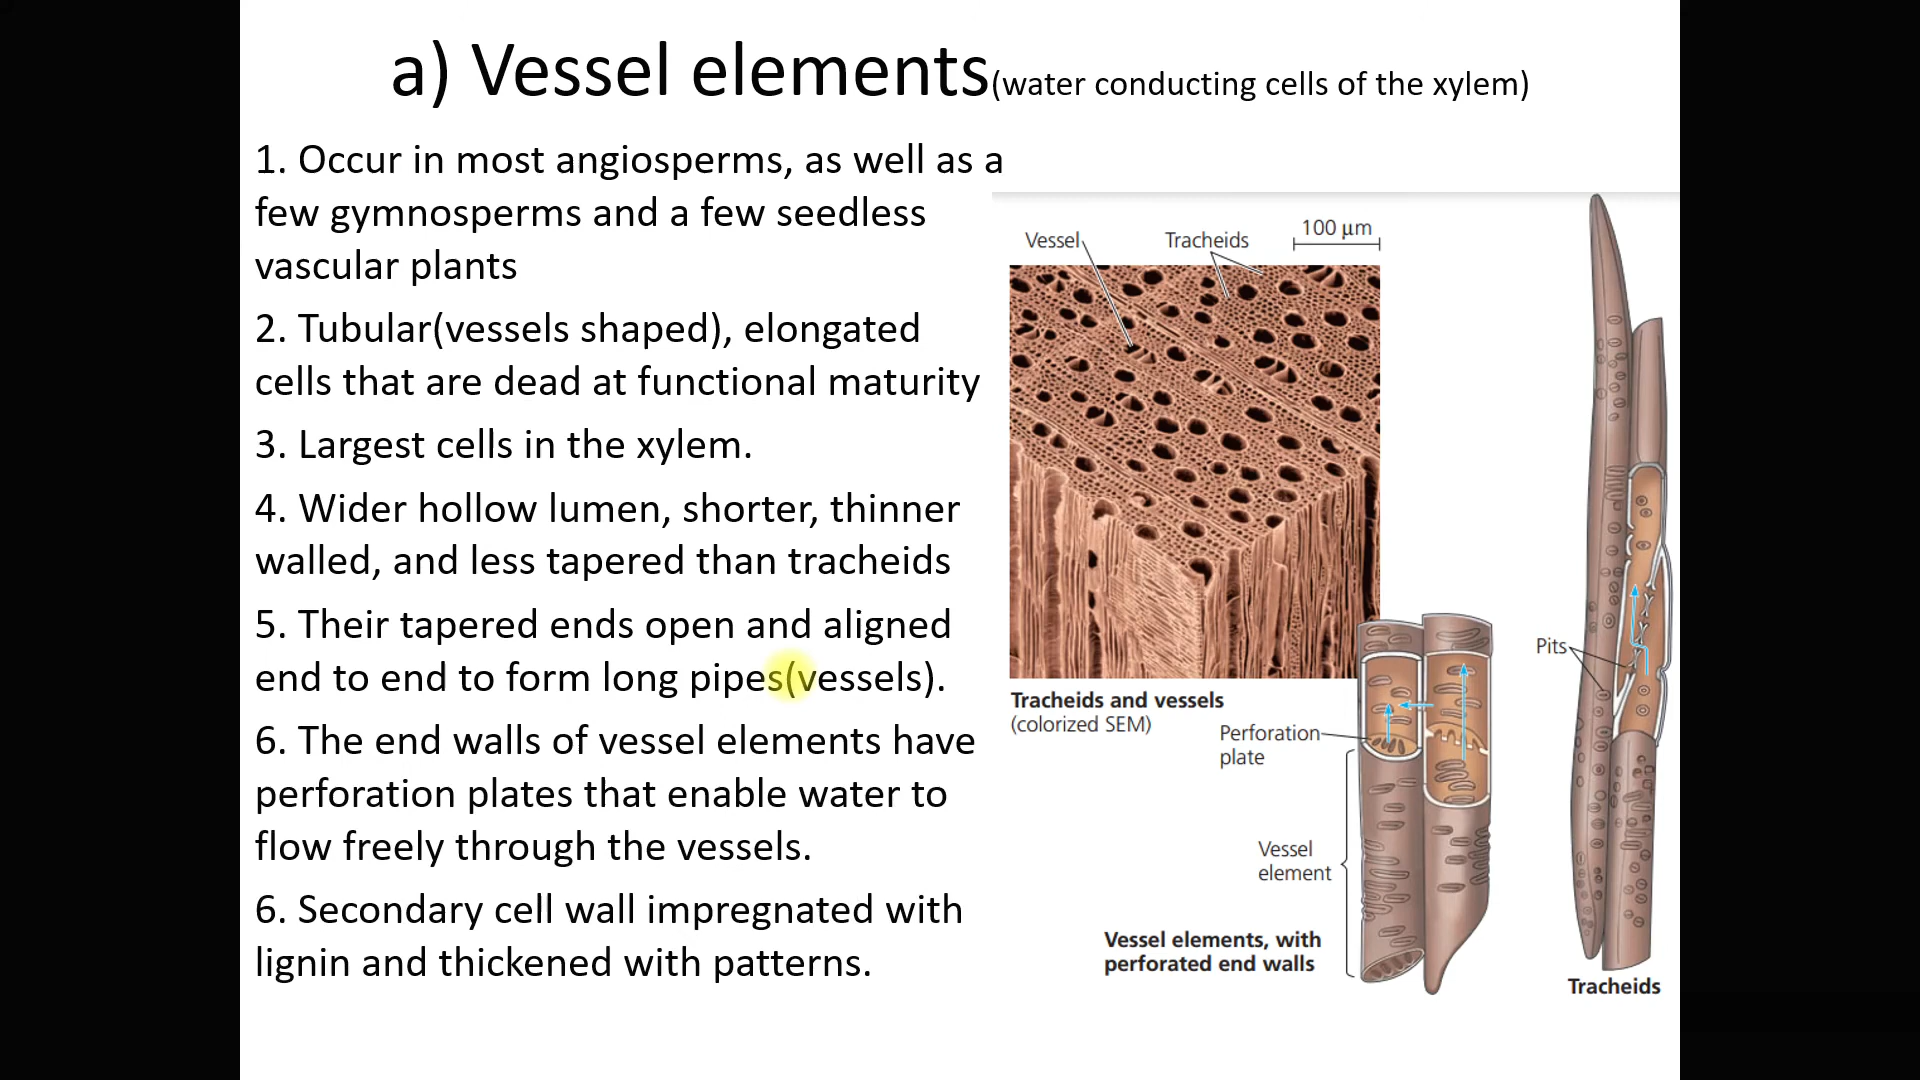 a) Vessel elements(water conducting cells of the xylem)
1. Occur in most angiosperms, as well as a
few gymnosperms and a few seedless
vascular plants
2. Tubular(vessels shaped), elongated
cells that are dead at functional maturity
3. Largest cells in the xylem.
4. Wider hollow lumen, shorter, thinner
walled, and less tapered than tracheids
5. Their tapered ends open and aligned
end to end to form long pipes(vessels).
6. The end walls of vessel elements have
perforation plates that enable water to
flow freely through the vessels.
6. Secondary cell wall impregnated with
lignin and thickened with patterns.
Vessel
Tracheids
100 μm
Tracheids and vessels
(colorized SEM)
Perforation
plate
Vessel
element
Vessel elements, with
perforated end walls
Pits
Tracheids